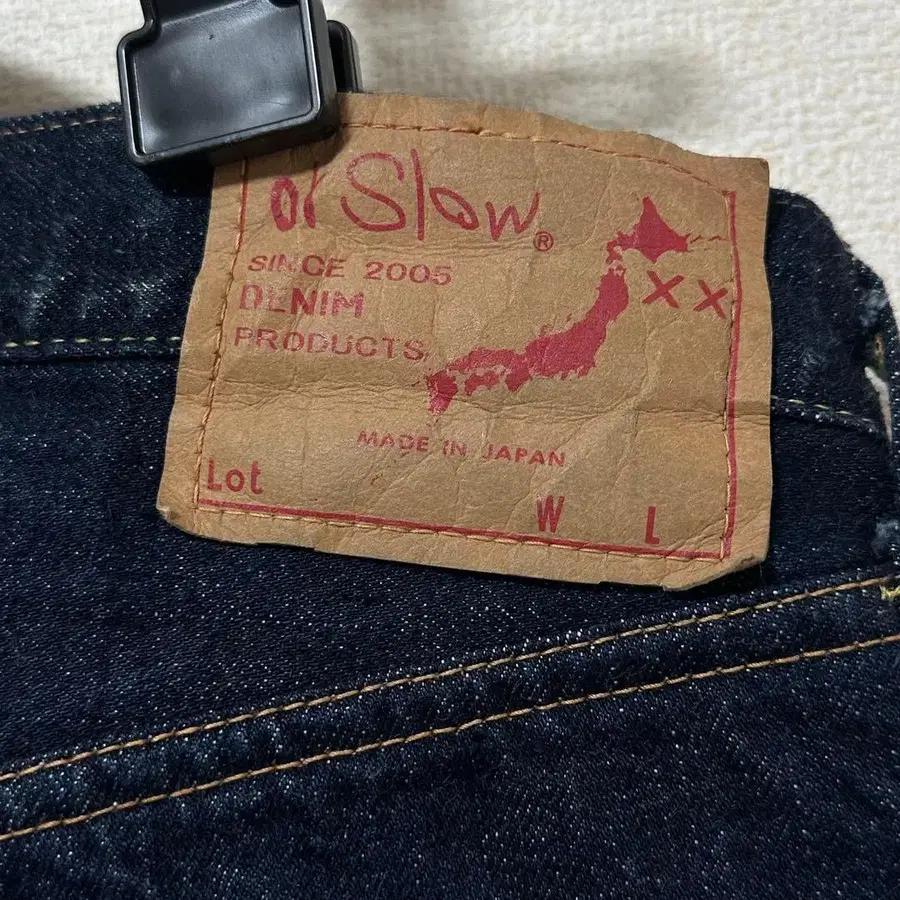 orSlow®
SINCE 2005
DENIM
PRODUCTS
XX
MADE IN JAPAN
Lot
W L